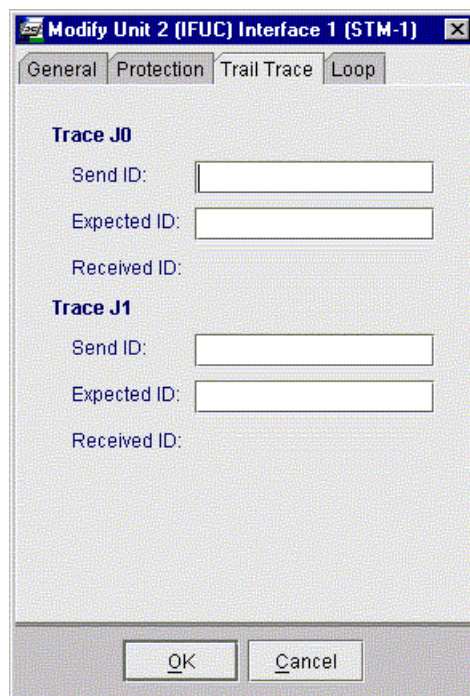 Modify Unit 2 (IFUC) Interface 1 (STM-1)
General Protection Trail Trace Loop
Trace J0
Send ID:
Expected ID:
Received ID:
Trace J1
Send ID:
Expected ID:
Received ID:
OK Cancel